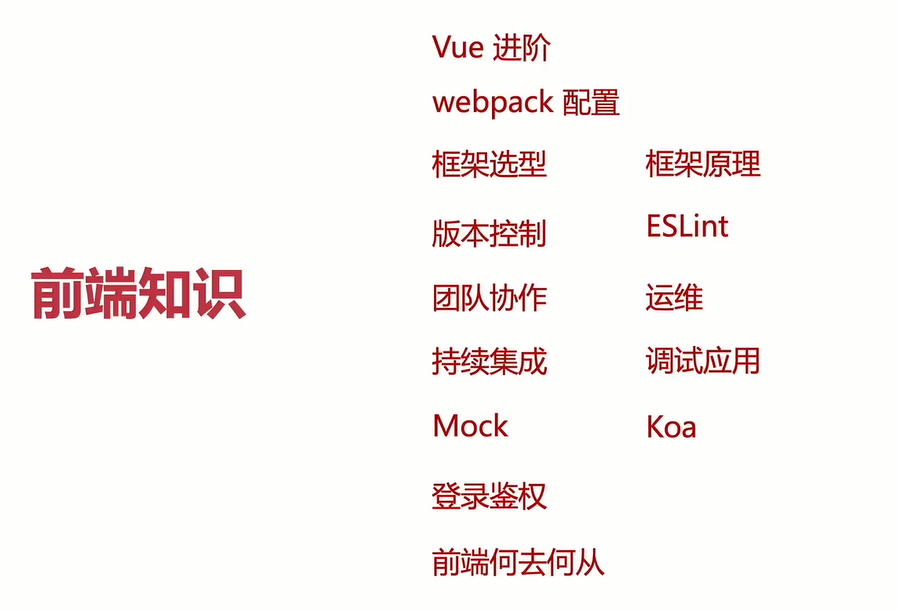 前端知识
Vue 进阶
webpack 配置
框架选型 框架原理
版本控制 ESLint
团队协作 运维
持续集成 调试应用
Mock Koa
登录鉴权
前端何去何从